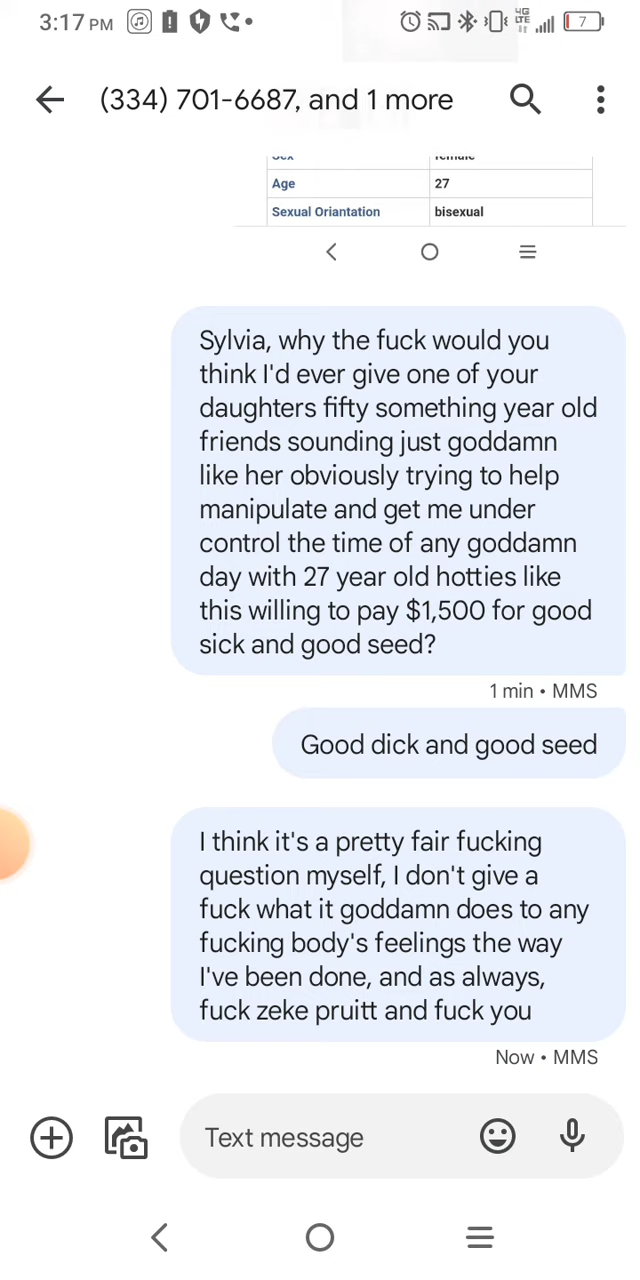 3:17 PM
4G
LTE
7
(334) 701-6687, and 1 more
Sex female
Age 27
Sexual Oriantation bisexual
Sylvia, why the fuck would you
think I'd ever give one of your
daughters fifty something year old
friends sounding just goddamn
like her obviously trying to help
manipulate and get me under
control the time of any goddamn
day with 27 year old hotties like
this willing to pay $1,500 for good
sick and good seed?
1 min • MMS
Good dick and good seed
I think it's a pretty fair fucking
question myself, I don't give a
fuck what it goddamn does to any
fucking body's feelings the way
I've been done, and as always,
fuck zeke pruitt and fuck you
Now • MMS
Text message